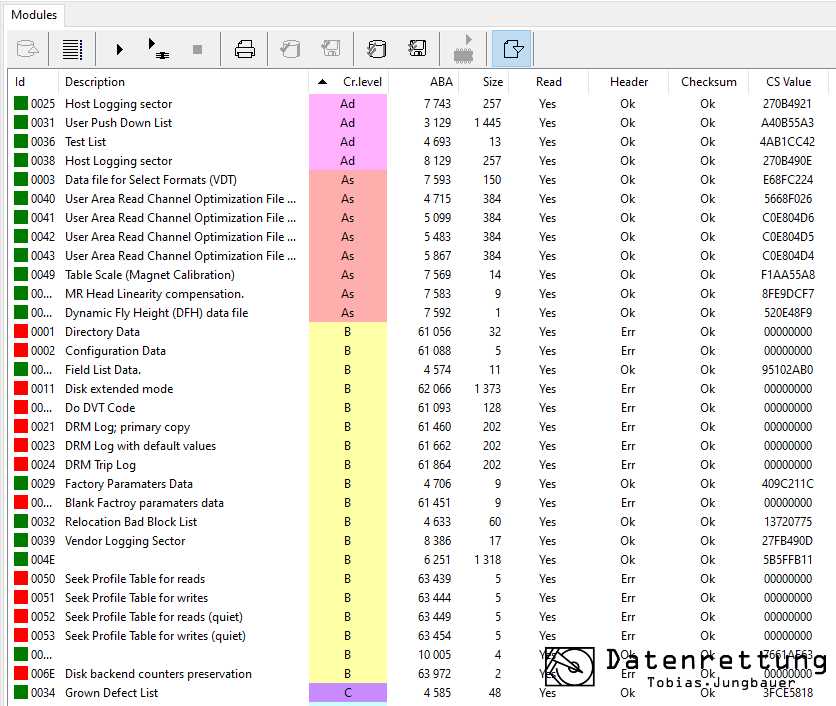 Modules
Id Description Cr.level ABA Size Read Header Checksum CS Value
0025 Host Logging sector Ad 7 743 257 Yes Ok Ok 270B4921
0031 User Push Down List Ad 3 129 1 445 Yes Ok Ok A40B55A3
0036 Test List Ad 4 693 13 Yes Ok Ok 4AB1CC42
0038 Host Logging sector Ad 8 129 257 Yes Ok Ok 270B490E
0003 Data file for Select Formats (VDT) As 7 593 150 Yes Ok Ok E68FC224
0040 User Area Read Channel Optimization File ... As 4 715 384 Yes Ok Ok 5668F026
0041 User Area Read Channel Optimization File ... As 5 099 384 Yes Ok Ok C0E804D6
0042 User Area Read Channel Optimization File ... As 5 483 384 Yes Ok Ok C0E804D5
0043 User Area Read Channel Optimization File ... As 5 867 384 Yes Ok Ok C0E804D4
0049 Table Scale (Magnet Calibration) As 7 569 14 Yes Ok Ok F1AA55A8
00... MR Head Linearity compensation. As 7 583 9 Yes Ok Ok 8FE9DCF7
00... Dynamic Fly Height (DFH) data file As 7 592 1 Yes Ok Ok 520E48F9
0001 Directory Data B 61 056 32 Yes Err Ok 00000000
0002 Configuration Data B 61 088 5 Yes Err Ok 00000000
00... Field List Data. B 4 574 11 Yes Ok Ok 95102AB0
0011 Disk extended mode B 62 066 1 373 Yes Err Ok 00000000
00... Do DVT Code B 61 093 128 Yes Err Ok 00000000
0021 DRM Log; primary copy B 61 460 202 Yes Err Ok 00000000
0023 DRM Log with default values B 61 662 202 Yes Err Ok 00000000
0024 DRM Trip Log B 61 864 202 Yes Err Ok 00000000
0029 Factory Paramaters Data B 4 706 9 Yes Ok Ok 409C211C
00... Blank Factroy paramaters data B 61 451 9 Yes Err Ok 00000000
0032 Relocation Bad Block List B 4 633 60 Yes Ok Ok 13720775
0039 Vendor Logging Sector B 8 386 17 Yes Ok Ok 27FB490D
004E B 6 251 1 318 Yes Ok Ok 5B5FFB11
0050 Seek Profile Table for reads B 63 439 5 Yes Err Ok 00000000
0051 Seek Profile Table for writes B 63 444 5 Yes Err Ok 00000000
0052 Seek Profile Table for reads (quiet) B 63 449 5 Yes Err Ok 00000000
0053 Seek Profile Table for writes (quiet) B 63 454 5 Yes Err Ok 00000000
00... B 10 005 4 Yes Ok Ok
006E Disk backend counters preservation B 63 972 2 Yes Err Ok 00000000
0034 Grown Defect List C 4 585 48 Yes Ok Ok 3FCE5818
Datenrettung
Tobias.Jungbauer